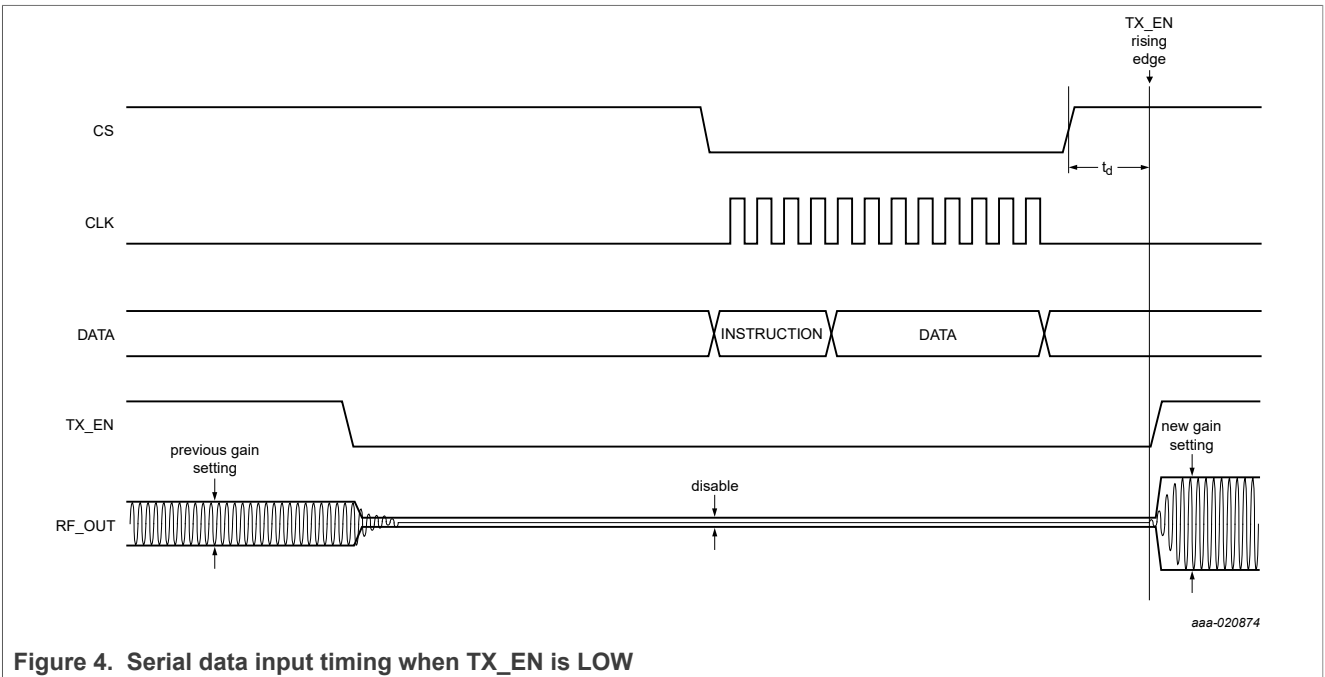 TX_EN
rising
edge
CS
td
CLK
DATA
INSTRUCTION
DATA
TX_EN
previous gain
setting
new gain
setting
disable
RF_OUT
aaa-020874
Figure 4. Serial data input timing when TX_EN is LOW